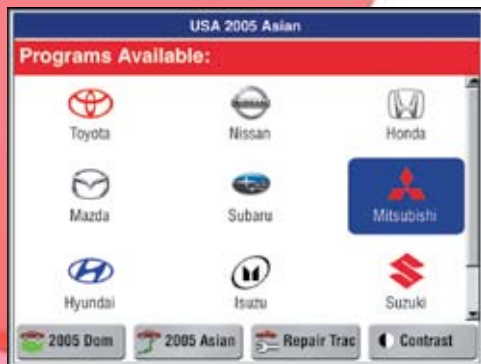 USA 2005 Asian
Programs Available:
Toyota Nissan Honda
NISSAN
Mazda Subaru Mitsubishi
Hyundai Isuzu Suzuki
2005 Dom 2005 Asian Repair Trac Contrast